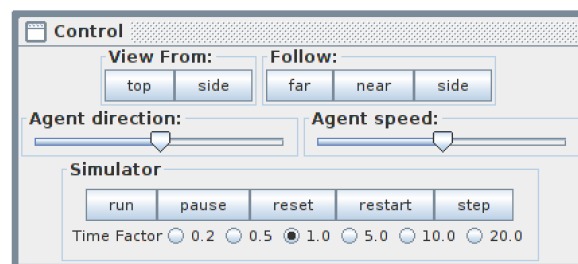 Control
View From: Follow:
top side far near side
Agent direction: Agent speed:
Simulator
run pause reset restart step
Time Factor 0.2 0.5 1.0 5.0 10.0 20.0